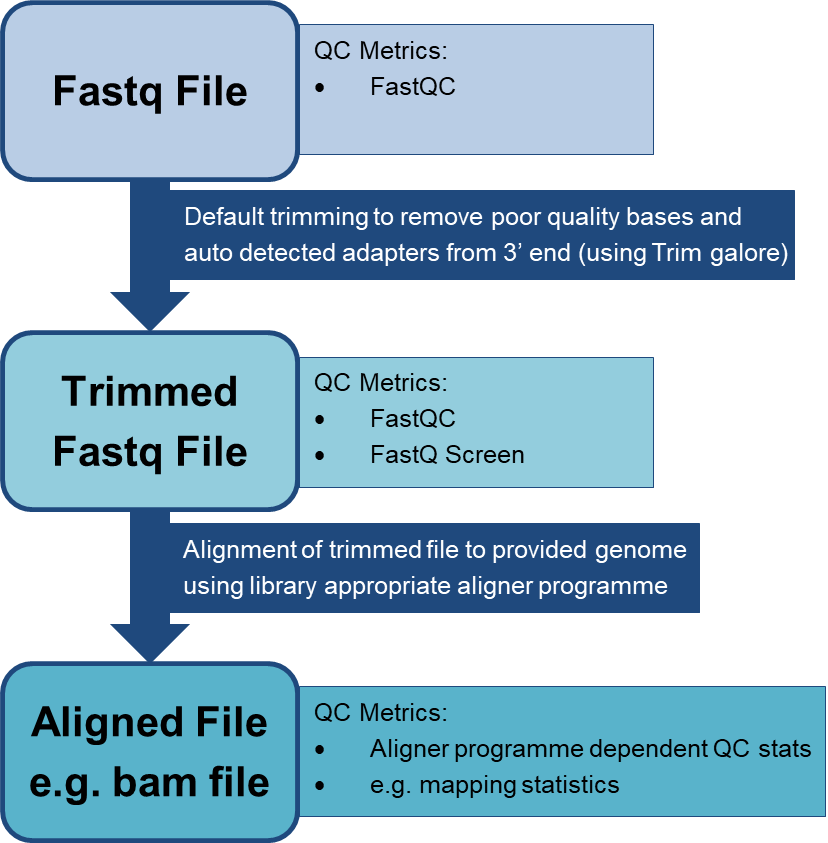 Fastq File
QC Metrics:
• FastQC
Default trimming to remove poor quality bases and
auto detected adapters from 3’ end (using Trim galore)
Trimmed
Fastq File
QC Metrics:
• FastQC
• FastQ Screen
Alignment of trimmed file to provided genome
using library appropriate aligner programme
Aligned File
e.g. bam file
QC Metrics:
• Aligner programme dependent QC stats
• e.g. mapping statistics